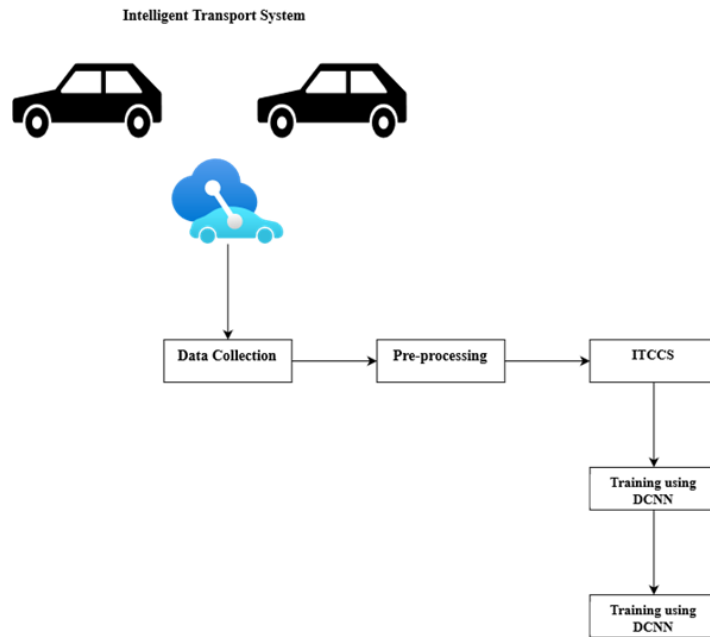 Intelligent Transport System
Data Collection
Pre-processing
ITCCS
Training using
DCNN
Training using
DCNN